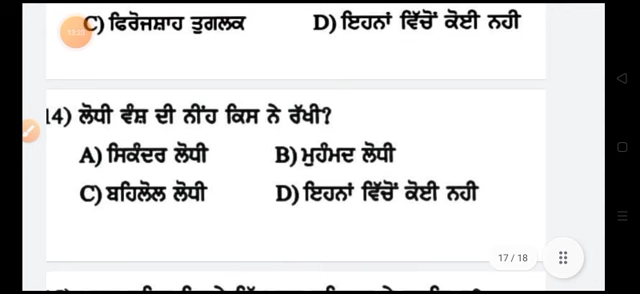 C) ਫਿਰੋਜਸ਼ਾਹ ਤੁਗਲਕ D) ਇਹਨਾਂ ਵਿੱਚੋਂ ਕੋਈ ਨਹੀ
14) ਲੋਧੀ ਵੰਸ਼ ਦੀ ਨੀਂਹ ਕਿਸ ਨੇ ਰੱਖੀ?
A) ਸਿਕੰਦਰ ਲੋਧੀ B) ਮੁਹੰਮਦ ਲੋਧੀ
C) ਬਹਿਲੋਲ ਲੋਧੀ D) ਇਹਨਾਂ ਵਿੱਚੋਂ ਕੋਈ ਨਹੀ
17 / 18